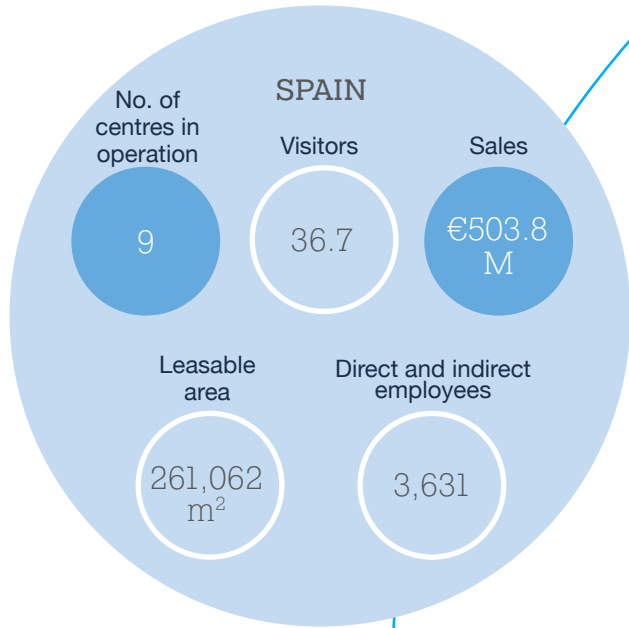 SPAIN
No. of
centres in
operation
9
Visitors
36.7
Sales
€503.8
M
Leasable
area
261,062
m²
Direct and indirect
employees
3,631